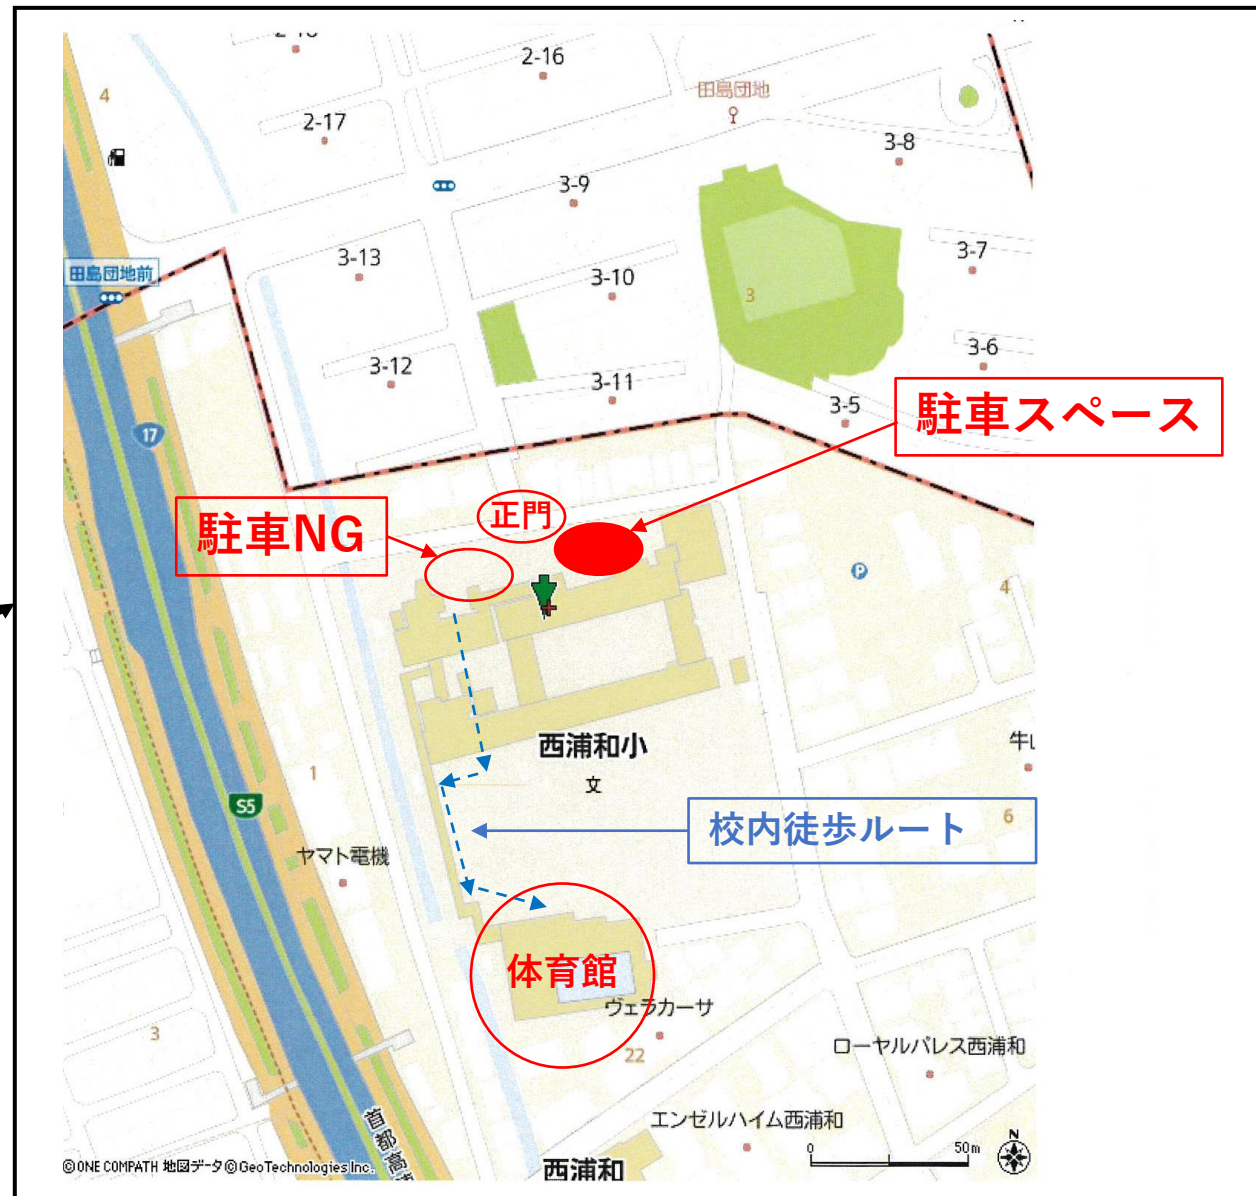 2-16
4
田島団地
2-17
3-8
3-9
3-7
3-13
田島団地前
3-10
3
3-6
3-12
3-11
3-5
駐車スペース
17
正門
駐車NG
P
4
西浦和小
文
1
S5
校内徒歩ルート
6
ヤマト電機
体育館
ヴェラカーサ
3
22
ローヤルパレス西浦和
エンゼルハイム西浦和
首都高速
N
0 50m
©ONE COMPATH 地図データ©GeoTechnologies Inc.
西浦和